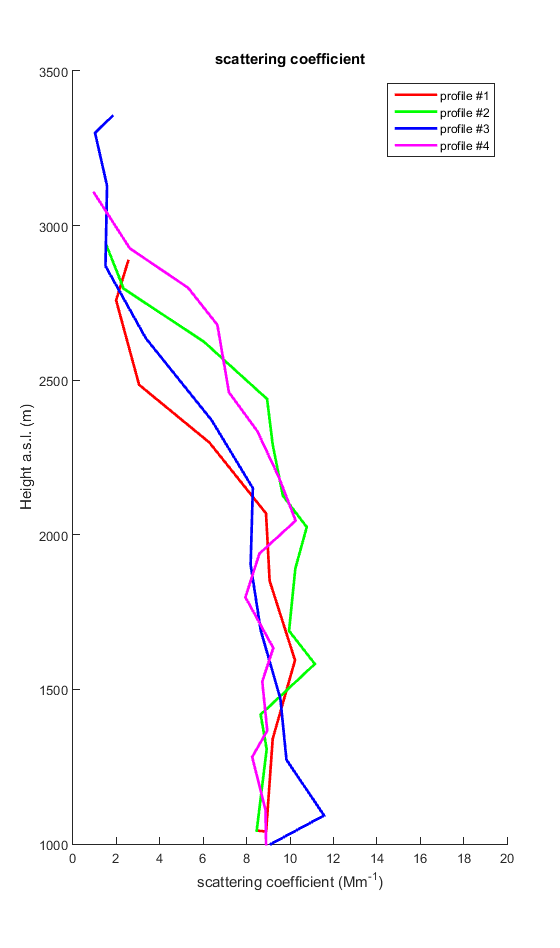 scattering coefficient
profile #1
profile #2
profile #3
profile #4
3500
3000
2500
2000
1500
1000
Height a.s.l. (m)
0 2 4 6 8 10 12 14 16 18 20
scattering coefficient (Mm⁻¹)